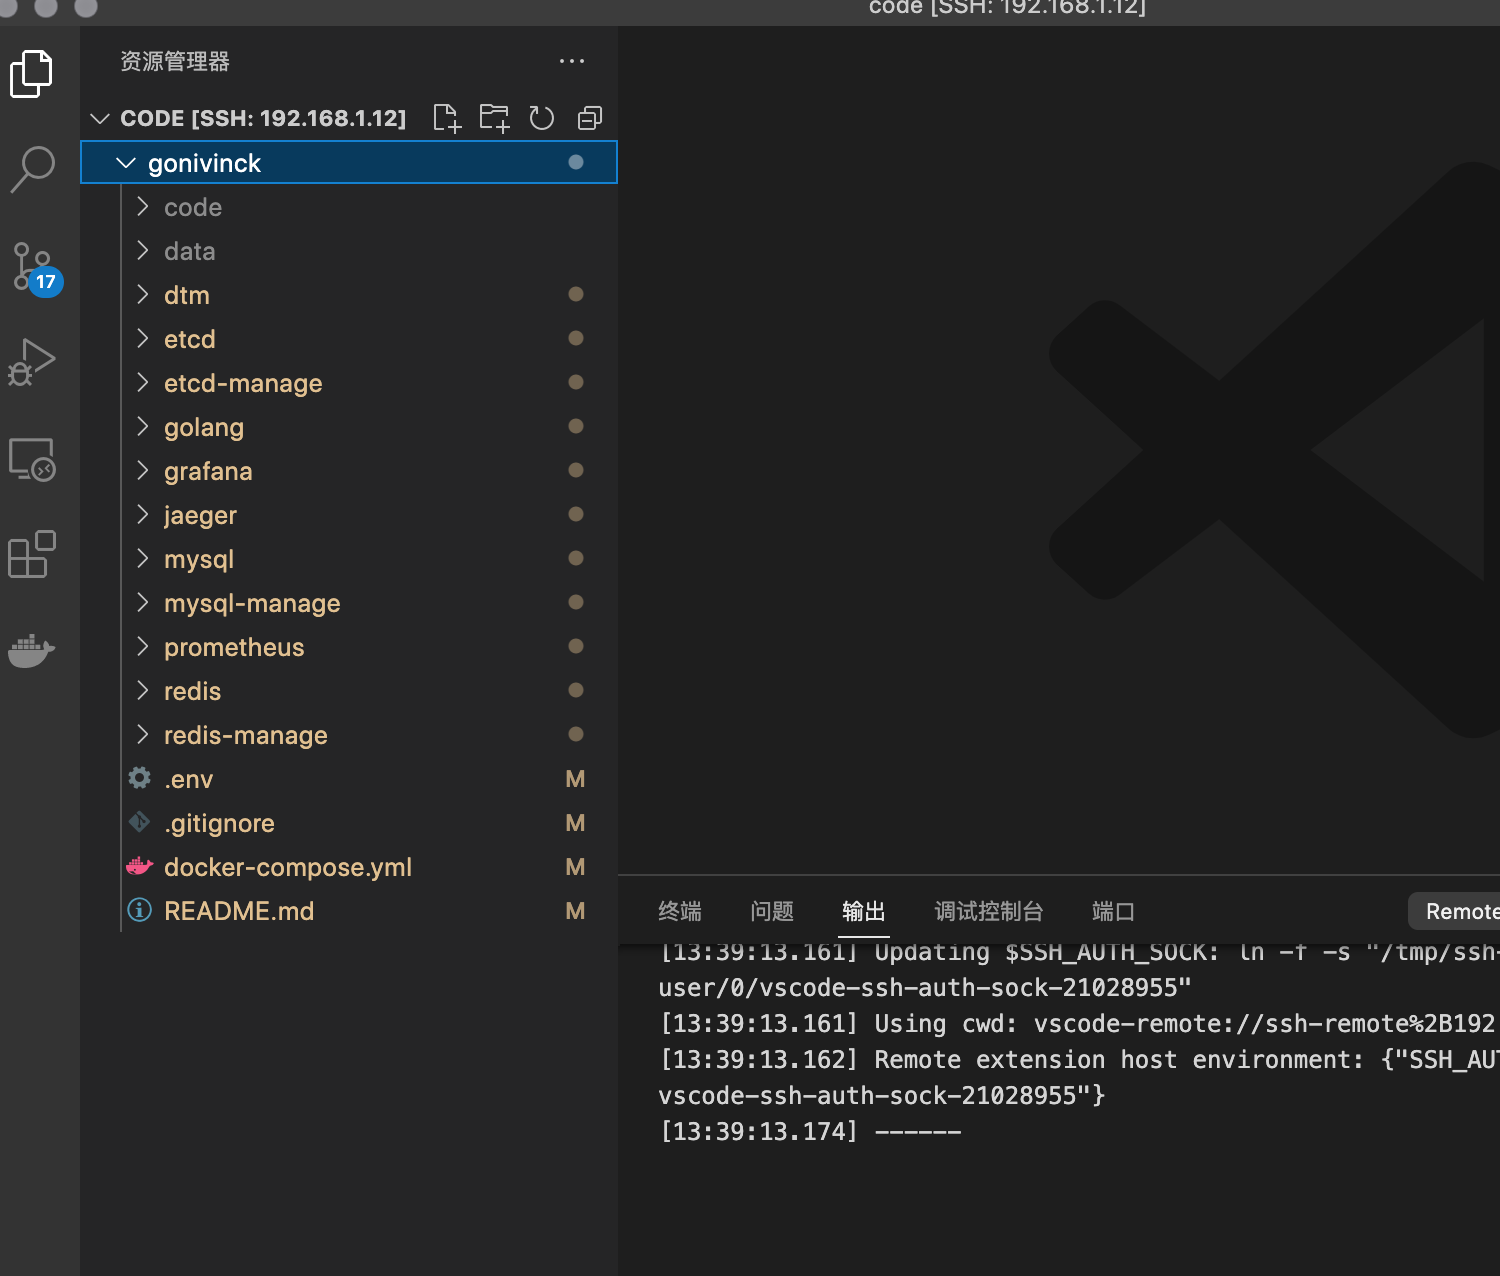 code [SSH: 192.168.1.12]
资源管理器
CODE [SSH: 192.168.1.12]
gonivinck
code
data
dtm
etcd
etcd-manage
golang
grafana
jaeger
mysql
mysql-manage
prometheus
redis
redis-manage
.env M
.gitignore M
docker-compose.yml M
README.md M
17
终端 问题 输出 调试控制台 端口 Remote
[13:39:13.161] Updating $SSH_AUTH_SOCK: ln -f -s "/tmp/ssh-
user/0/vscode-ssh-auth-sock-21028955"
[13:39:13.161] Using cwd: vscode-remote://ssh-remote%2B192
[13:39:13.162] Remote extension host environment: {"SSH_AUT
vscode-ssh-auth-sock-21028955"}
[13:39:13.174] ------